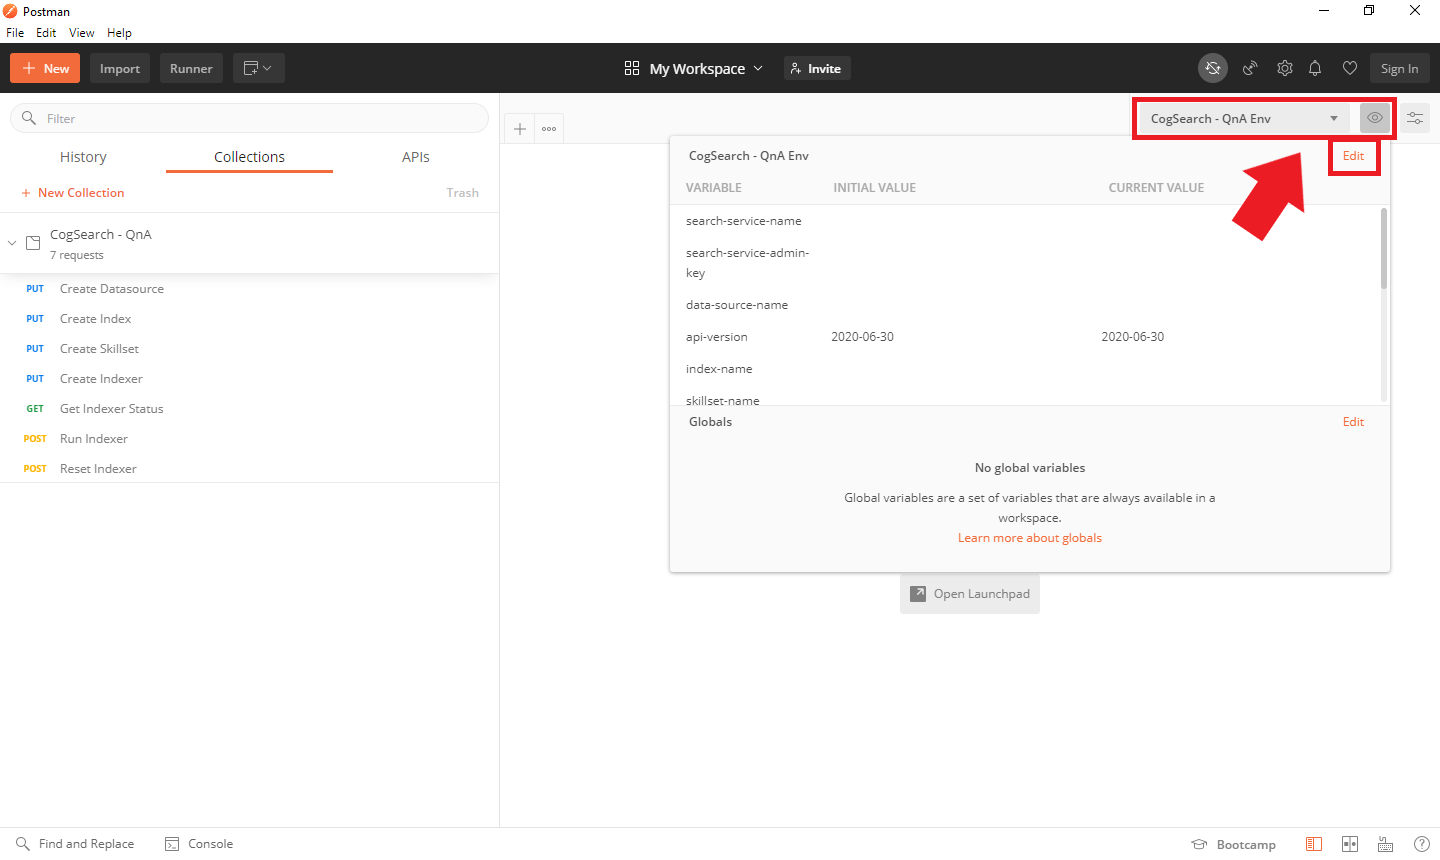 Postman
File Edit View Help
New Import Runner My Workspace Invite Sign In
Filter
History Collections APIs
+ New Collection Trash
CogSearch - QnA
7 requests
PUT Create Datasource
PUT Create Index
PUT Create Skillset
PUT Create Indexer
GET Get Indexer Status
POST Run Indexer
POST Reset Indexer
CogSearch - QnA Env
CogSearch - QnA Env Edit
VARIABLE INITIAL VALUE CURRENT VALUE
search-service-name
search-service-admin-
key
data-source-name
api-version 2020-06-30 2020-06-30
index-name
skillset-name
Globals Edit
No global variables
Global variables are a set of variables that are always available in a
workspace.
Learn more about globals
Open Launchpad
Find and Replace Console Bootcamp